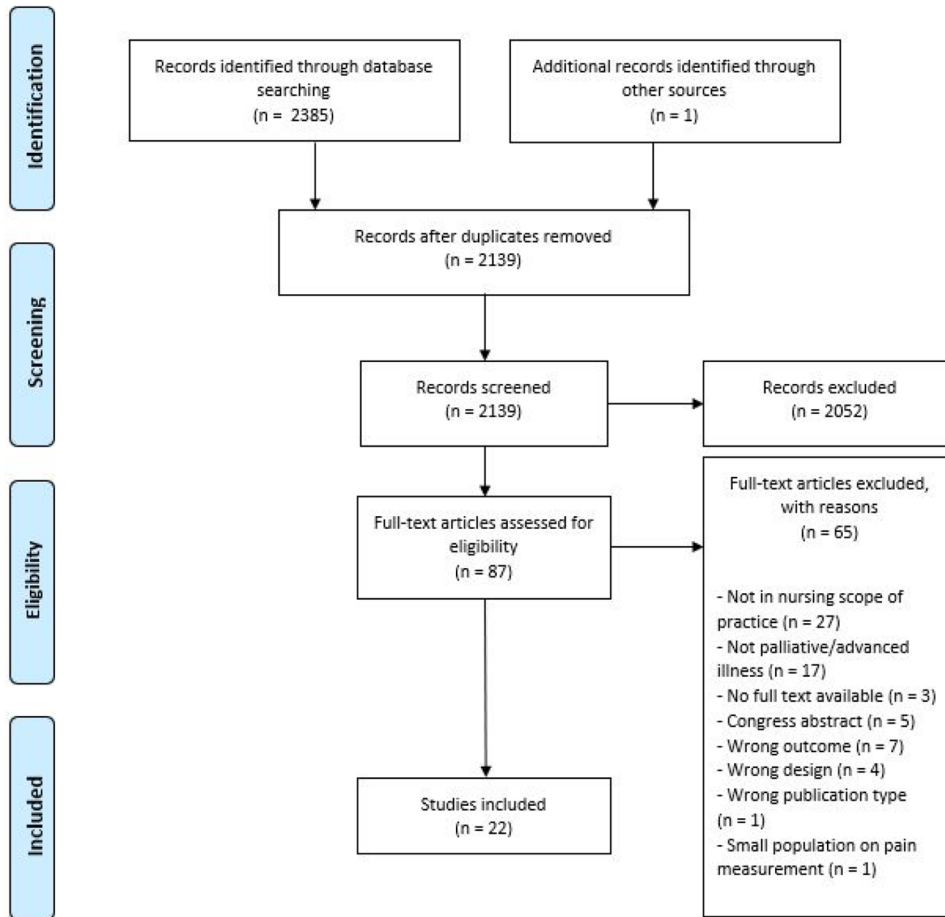 Identification
Records identified through database
searching
(n = 2385)
Additional records identified through
other sources
(n = 1)
Records after duplicates removed
(n = 2139)
Screening
Records screened
(n = 2139)
Records excluded
(n = 2052)
Eligibility
Full-text articles assessed for
eligibility
(n = 87)
Full-text articles excluded,
with reasons
(n = 65)
- Not in nursing scope of
practice (n = 27)
- Not palliative/advanced
illness (n = 17)
- No full text available (n = 3)
- Congress abstract (n = 5)
- Wrong outcome (n = 7)
- Wrong design (n = 4)
- Wrong publication type
(n = 1)
- Small population on pain
measurement (n = 1)
Included
Studies included
(n = 22)